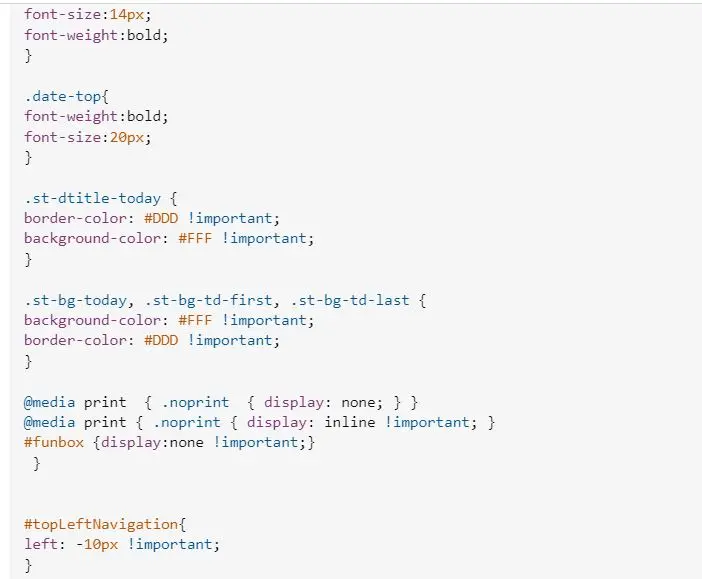 font-size:14px;
font-weight:bold;
}
.date-top{
font-weight:bold;
font-size:20px;
}
.st-dtitle-today {
border-color: #DDD !important;
background-color: #FFF !important;
}
.st-bg-today, .st-bg-td-first, .st-bg-td-last {
background-color: #FFF !important;
border-color: #DDD !important;
}
@media print  { .noprint  { display: none; } }
@media print { .noprint { display: inline !important; }
#funbox {display:none !important;}
 }
#topLeftNavigation{
left: -10px !important;
}